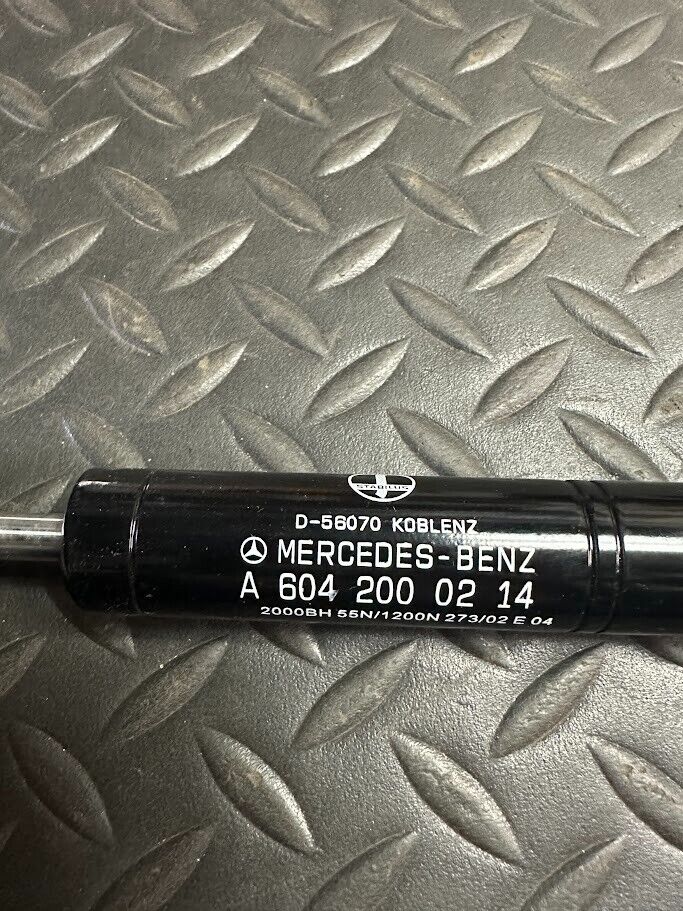 STABILUS
D-56070 KOBLENZ
MERCEDES-BENZ
A 604 200 02 14
2000BH 55N/1200N 273/02 E 04